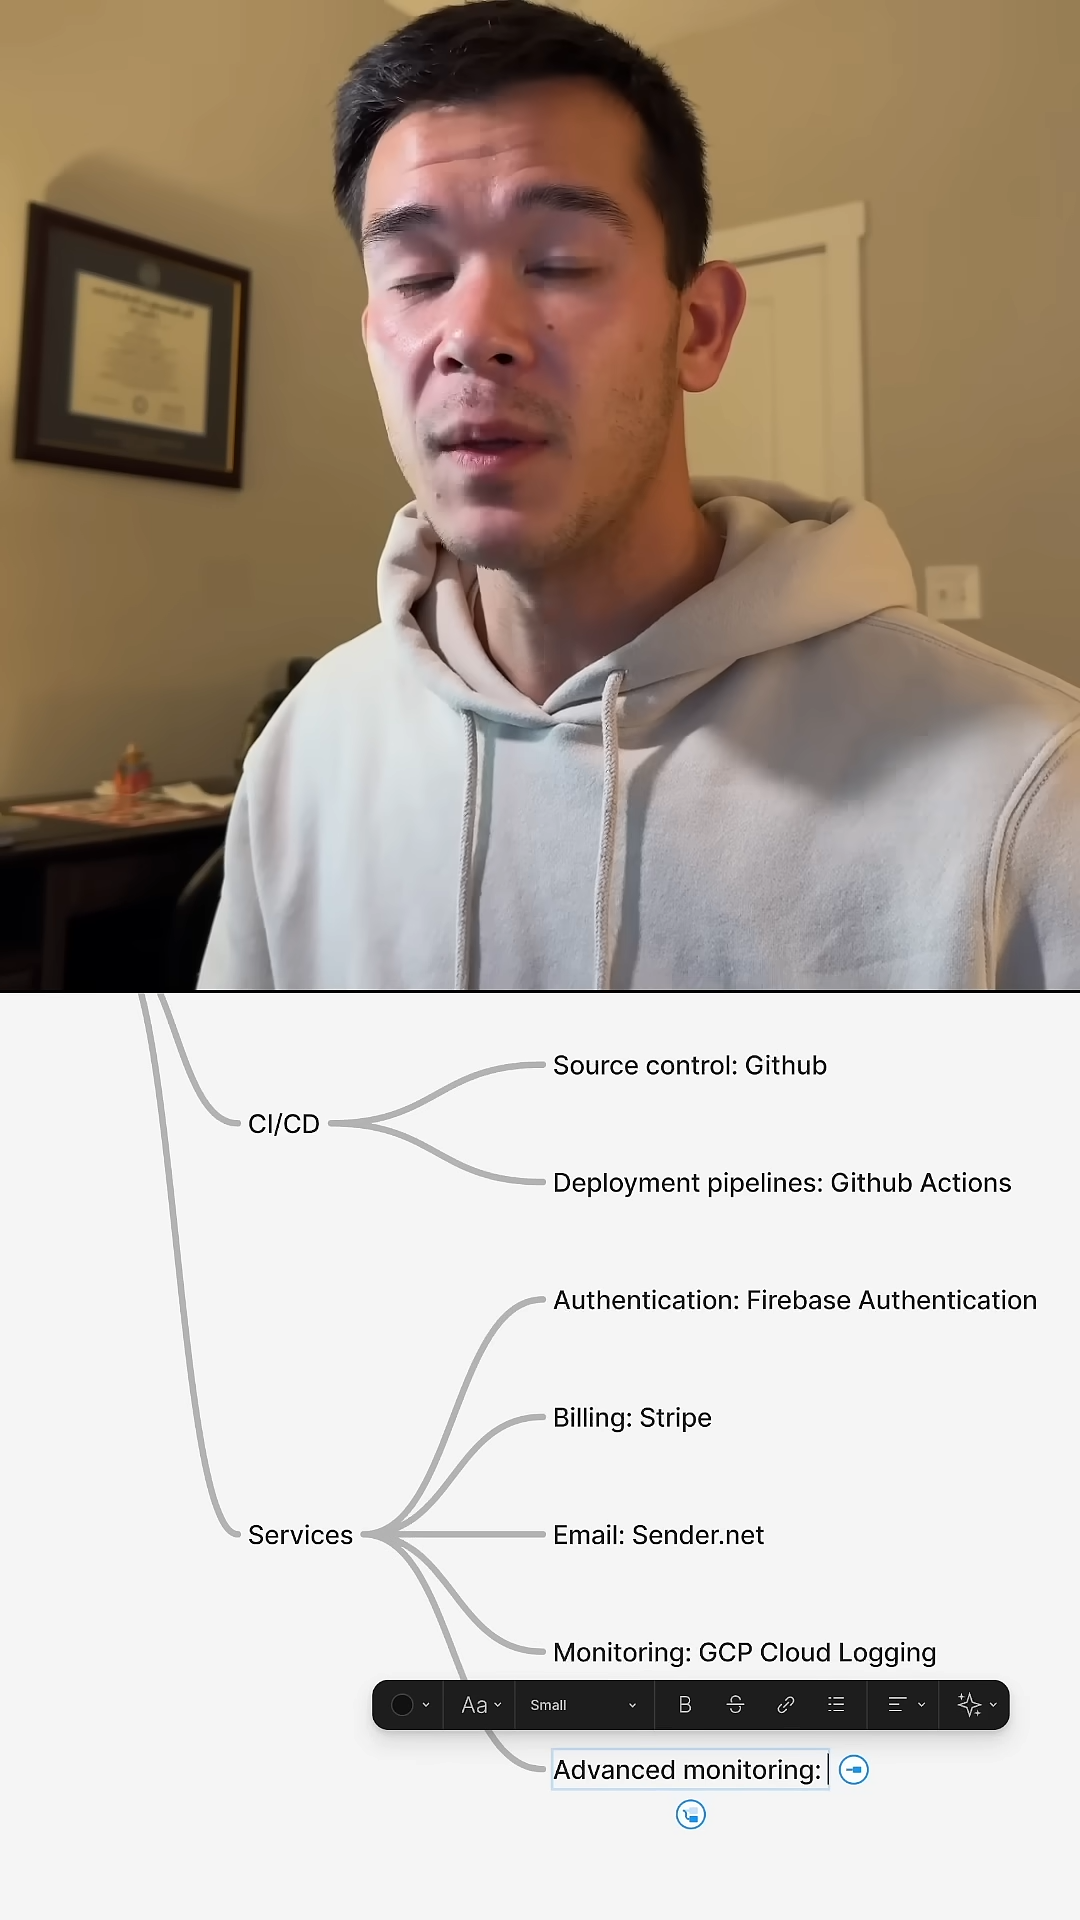 Source control: Github
CI/CD
Deployment pipelines: Github Actions
Authentication: Firebase Authentication
Billing: Stripe
Services
Email: Sender.net
Monitoring: GCP Cloud Logging
Aa
Small
B
S
Advanced monitoring: